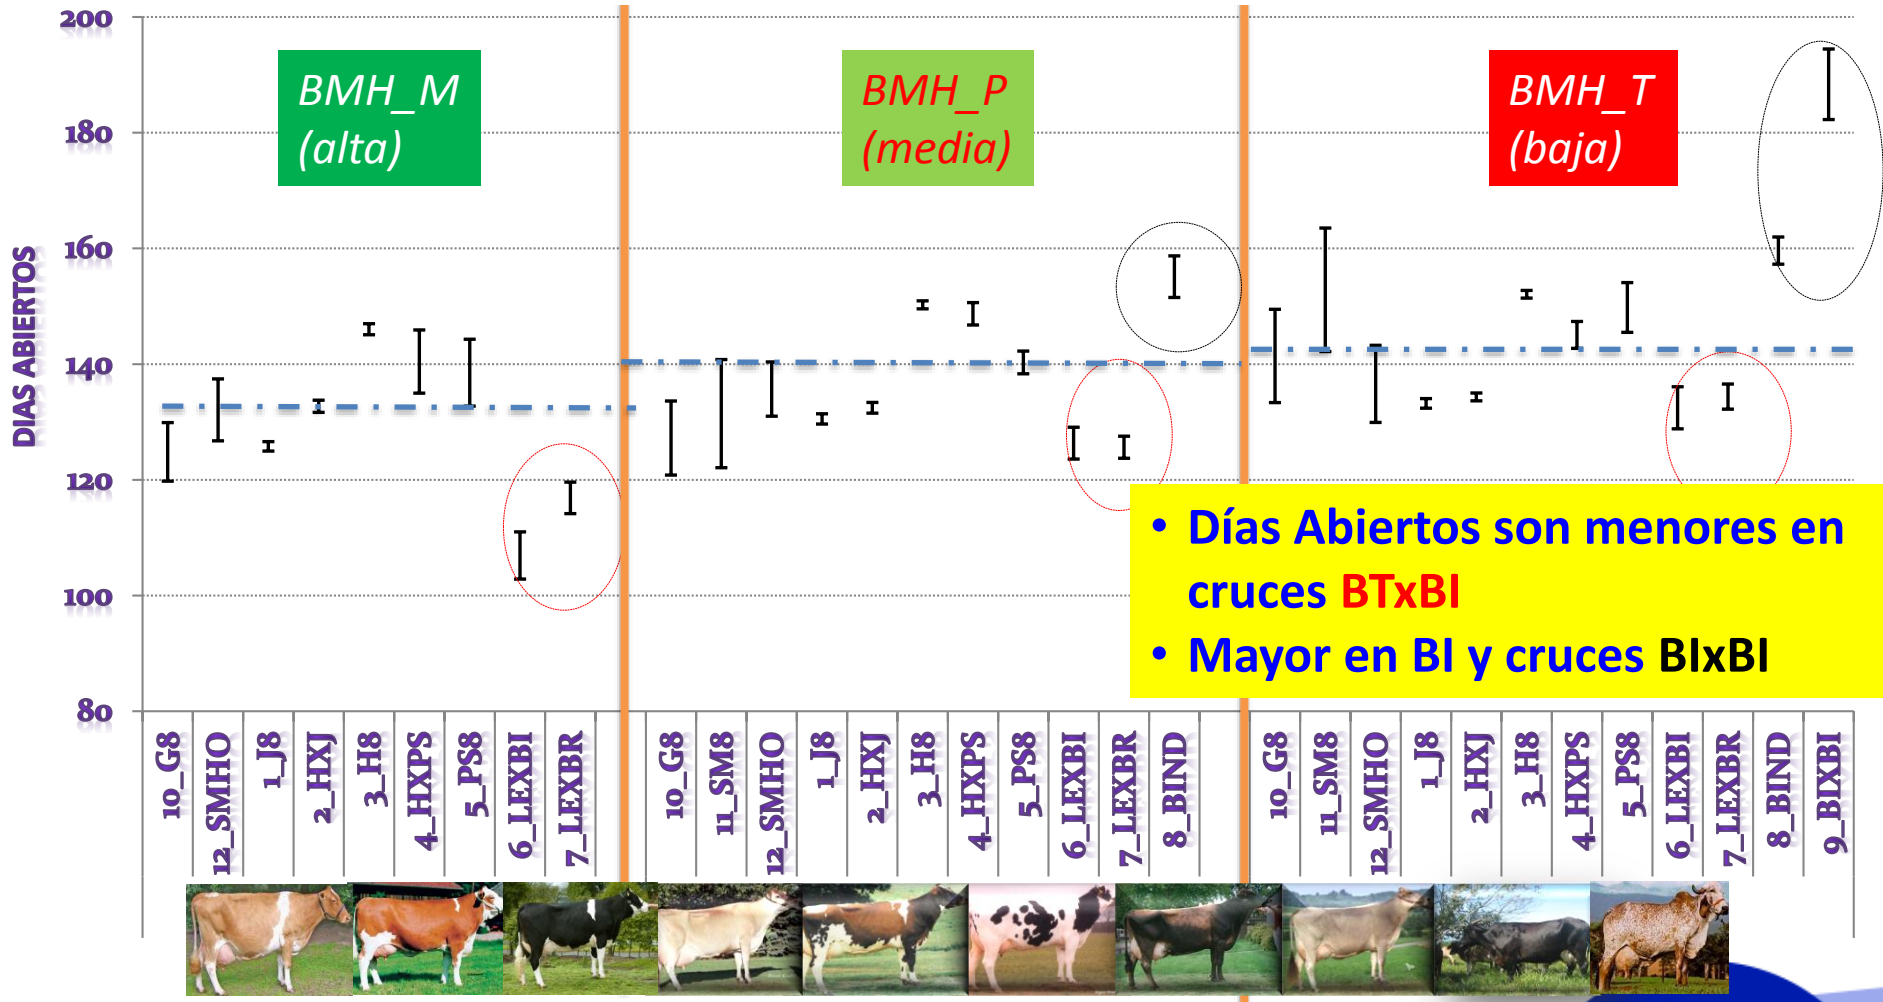 200
180
160
140
120
100
80
DIAS ABIERTOS
BMH_M
(alta)
BMH_P
(media)
BMH_T
(baja)
• Días Abiertos son menores en
cruces BTxBI
• Mayor en BI y cruces BIxBI
10_G8
12_SMHO
1_J8
2_HXJ
3_H8
4_HXPS
5_PS8
6_LEXBI
7_LEXBR
10_G8
11_SM8
12_SMHO
1_J8
2_HXJ
3_H8
4_HXPS
5_PS8
6_LEXBI
7_LEXBR
8_BIND
10_G8
11_SM8
12_SMHO
1_J8
2_HXJ
3_H8
4_HXPS
5_PS8
6_LEXBI
7_LEXBR
8_BIND
9_BIXBI